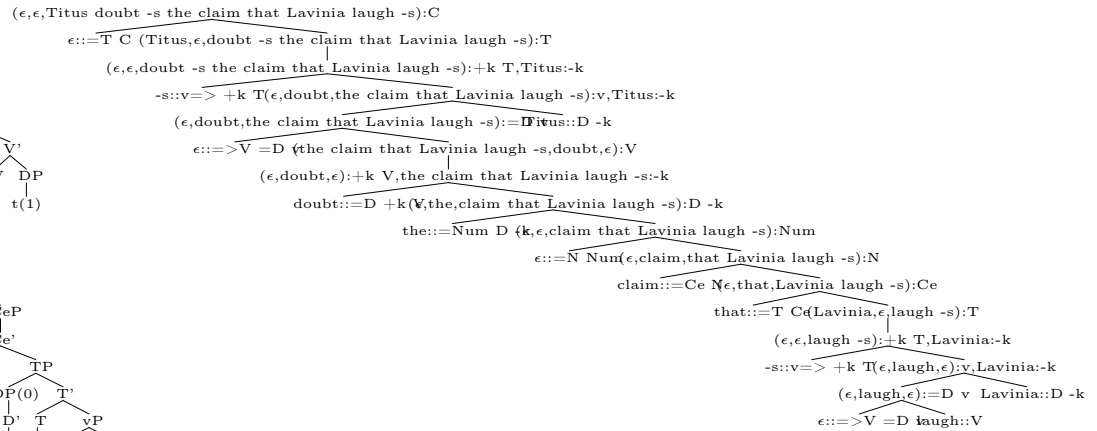 (ϵ,ϵ,Titus doubt -s the claim that Lavinia laugh -s):C
ϵ::=T C (Titus,ϵ,doubt -s the claim that Lavinia laugh -s):T
(ϵ,ϵ,doubt -s the claim that Lavinia laugh -s):+k T,Titus:-k
-s::v=> +k T(ϵ,doubt,the claim that Lavinia laugh -s):v,Titus:-k
(ϵ,doubt,the claim that Lavinia laugh -s):=D v Titus::D -k
V' ϵ::=>V =D v (the claim that Lavinia laugh -s,doubt,ϵ):V
DP (ϵ,doubt,ϵ):+k V,the claim that Lavinia laugh -s:-k
t(1) doubt::=D +k V (ϵ,the,claim that Lavinia laugh -s):D -k
the::=Num D -k (ϵ,ϵ,claim that Lavinia laugh -s):Num
ϵ::=N Num(ϵ,claim,that Lavinia laugh -s):N
claim::=Ce N(ϵ,that,Lavinia laugh -s):Ce
eP that::=T Ce(Lavinia,ϵ,laugh -s):T
e' (ϵ,ϵ,laugh -s):+k T,Lavinia:-k
TP -s::v=> +k T(ϵ,laugh,ϵ):v,Lavinia:-k
P(0) T' (ϵ,laugh,ϵ):=D v Lavinia::D -k
D' T vP ϵ::=>V =D v laugh::V